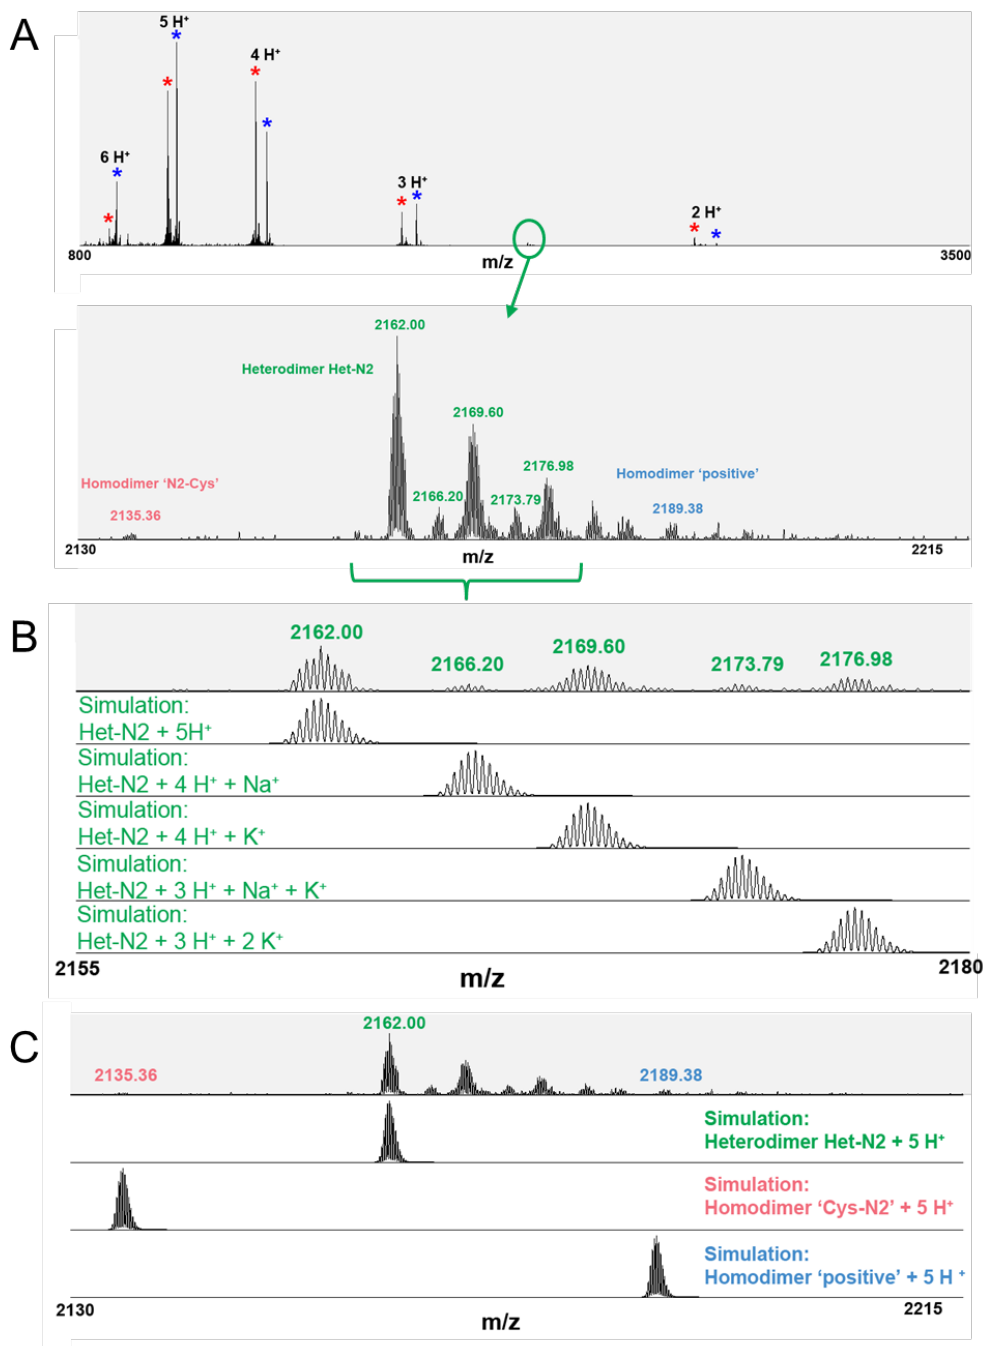 A
5 H⁺
*
*
4 H⁺
*
*
6 H⁺
*
*
3 H⁺
*
*
2 H⁺
*
*
800
m/z
3500
2162.00
Heterodimer Het-N2
2169.60
2176.98
Homodimer ‘positive’
Homodimer ‘N2-Cys’
2166.20
2173.79
2189.38
2135.36
2130
m/z
2215
B
2162.00
2166.20
2169.60
2173.79
2176.98
Simulation:
Het-N2 + 5H⁺
Simulation:
Het-N2 + 4 H⁺ + Na⁺
Simulation:
Het-N2 + 4 H⁺ + K⁺
Simulation:
Het-N2 + 3 H⁺ + Na⁺ + K⁺
Simulation:
Het-N2 + 3 H⁺ + 2 K⁺
2155
m/z
2180
C
2162.00
2135.36
2189.38
Simulation:
Heterodimer Het-N2 + 5 H⁺
Simulation:
Homodimer ‘Cys-N2’ + 5 H⁺
Simulation:
Homodimer ‘positive’ + 5 H ⁺
2130
m/z
2215